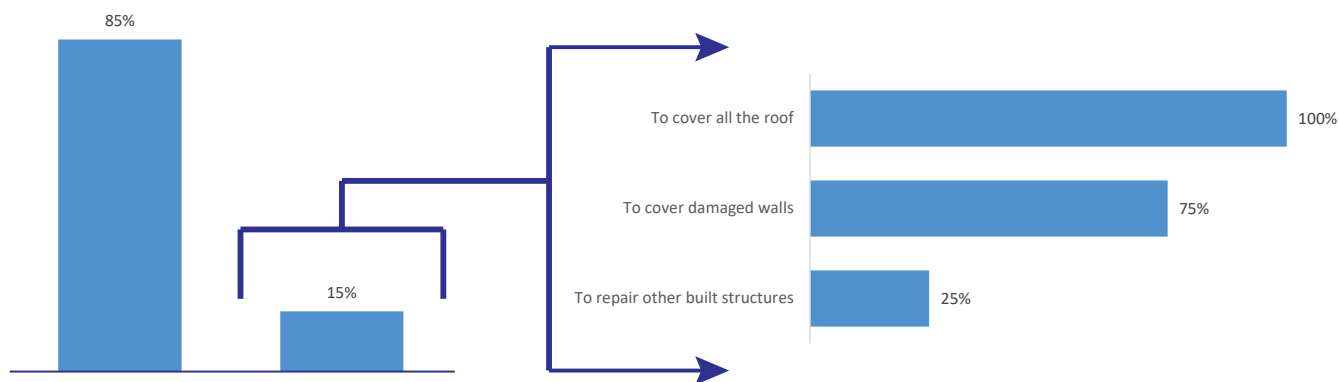 85%
15%
To cover all the roof
100%
To cover damaged walls
75%
To repair other built structures
25%